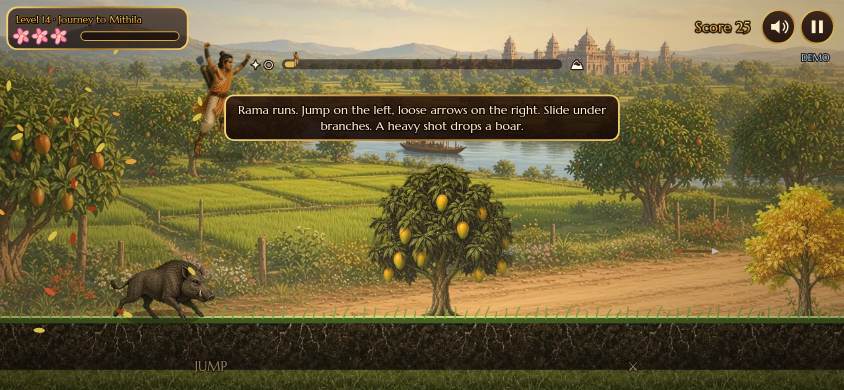 Level 14 · Journey to Mithila
Score 25
DEMO
Rama runs. Jump on the left, loose arrows on the right. Slide under
branches. A heavy shot drops a boar.
JUMP